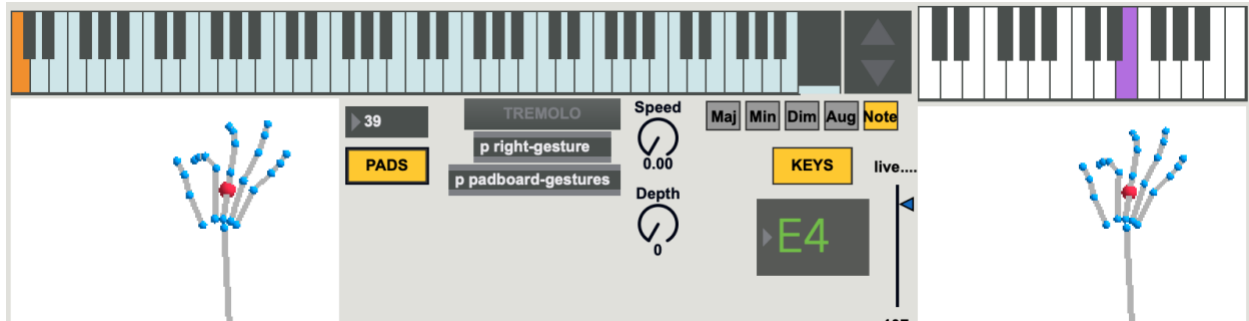 39
PADS
TREMOLO
p right-gesture
p padboard-gestures
Speed
0.00
Depth
0
Maj Min Dim Aug Note
KEYS
live....
E4